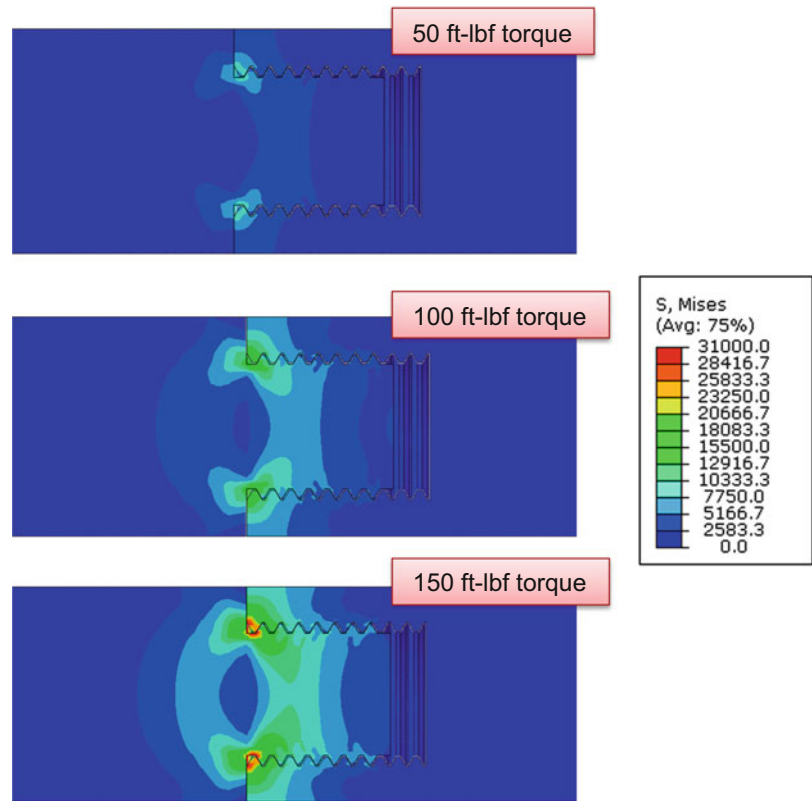 50 ft-lbf torque
100 ft-lbf torque
S, Mises
(Avg: 75%)
31000.0
28416.7
25833.3
23250.0
20666.7
18083.3
15500.0
12916.7
10333.3
7750.0
5166.7
2583.3
0.0
150 ft-lbf torque